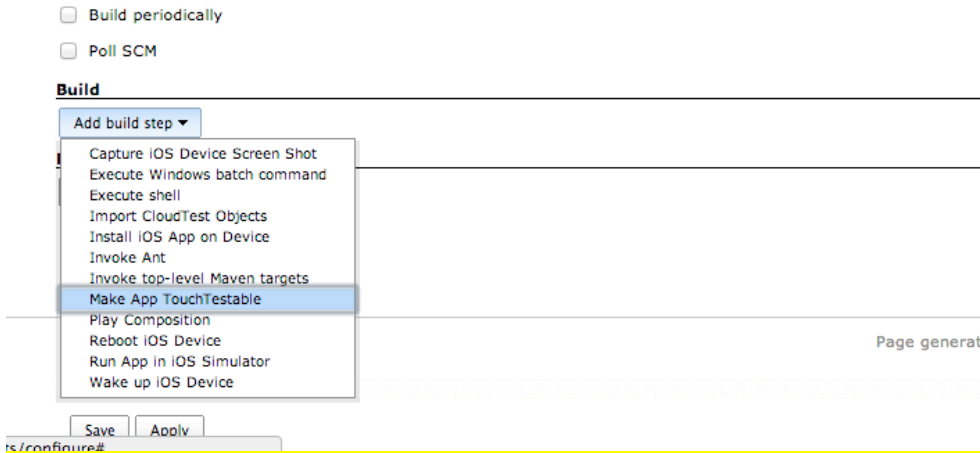 Build periodically
Poll SCM
Build
Add build step
Capture iOS Device Screen Shot
Execute Windows batch command
Execute shell
Import CloudTest Objects
Install iOS App on Device
Invoke Ant
Invoke top-level Maven targets
Make App TouchTestable
Play Composition
Reboot iOS Device
Run App in iOS Simulator
Wake up iOS Device
Page generat
Save Apply
ts/configure#